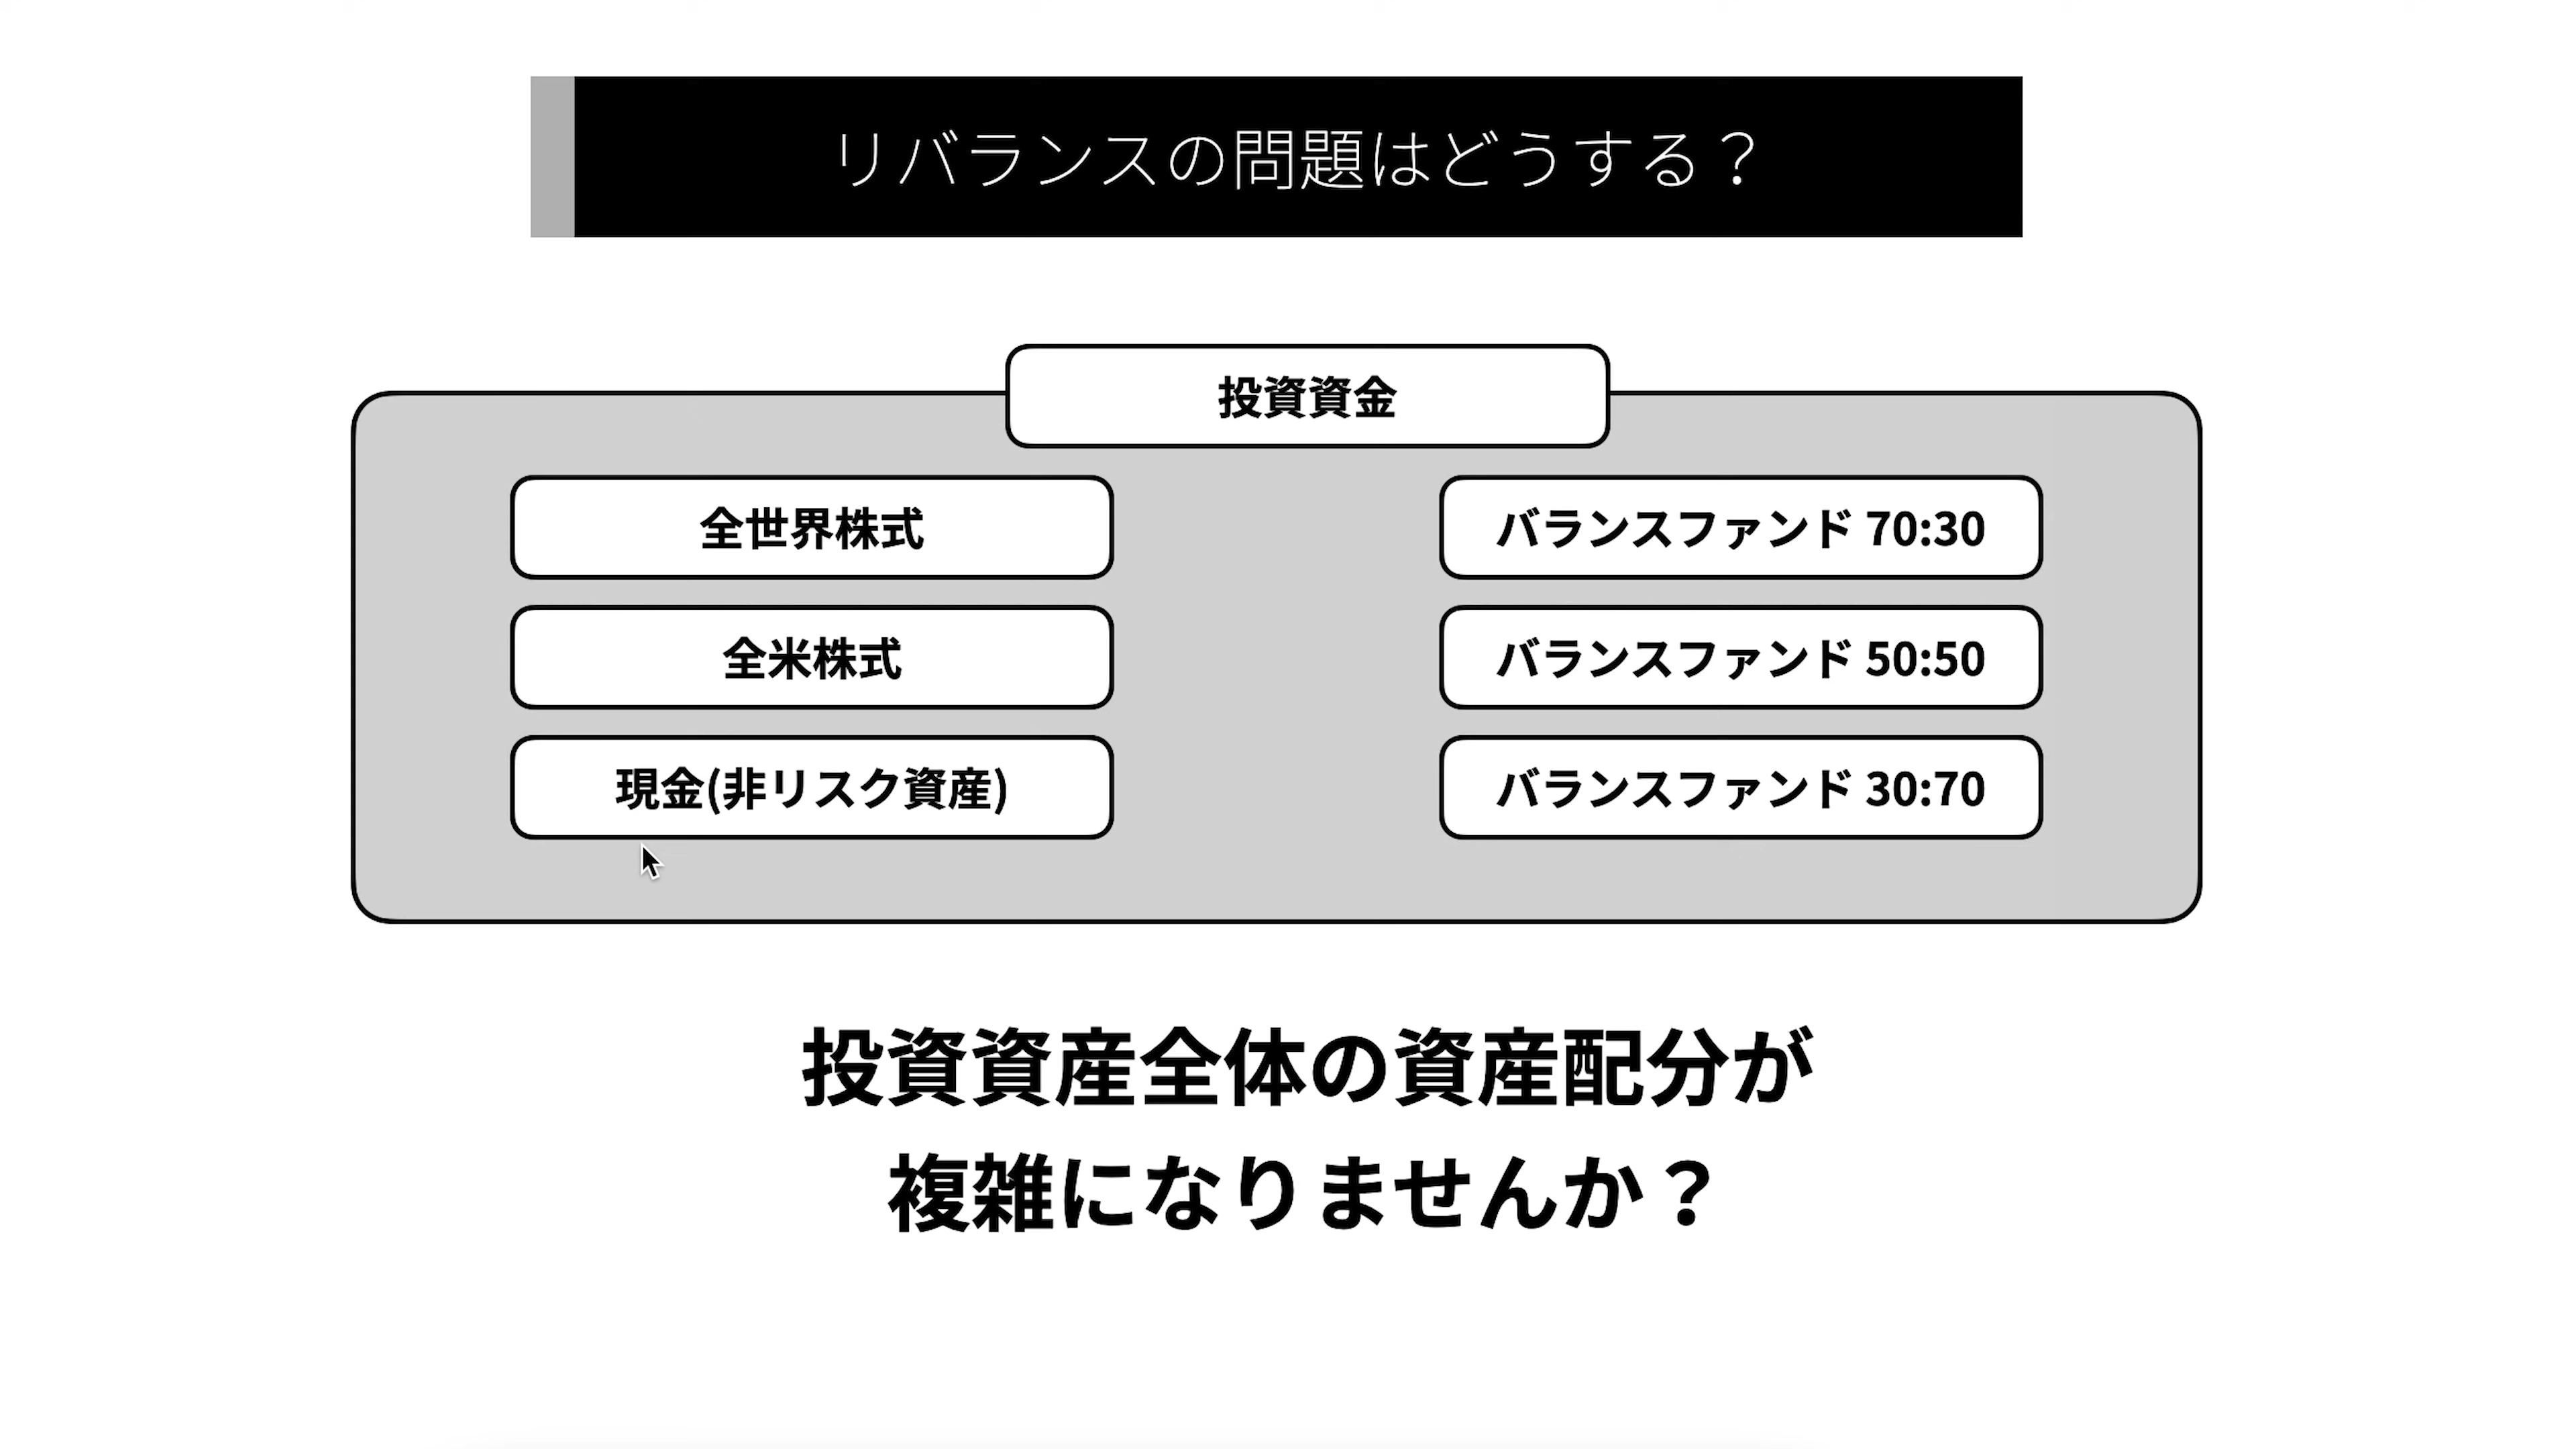 リバランスの問題はどうする？
投資資金
全世界株式
全米株式
現金(非リスク資産)
バランスファンド 70:30
バランスファンド 50:50
バランスファンド 30:70
投資資産全体の資産配分が
複雑になりませんか？